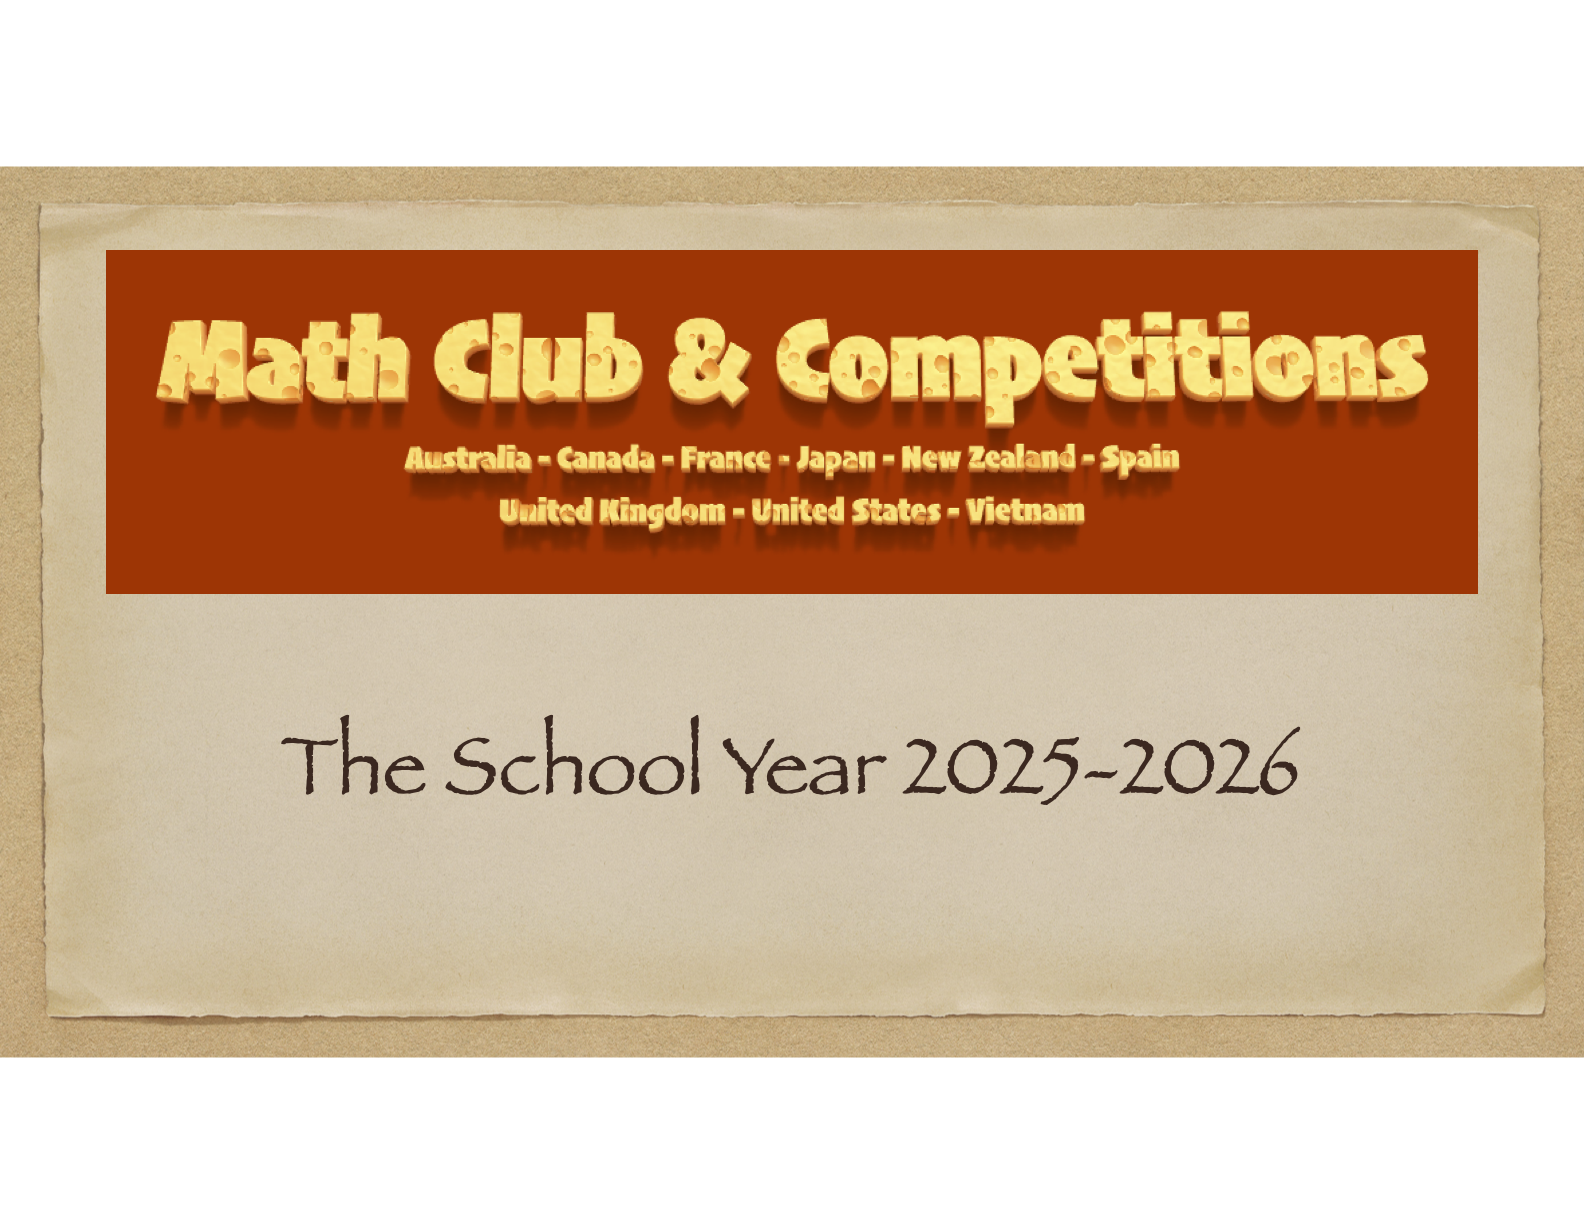 Math Club & Competitions
Australia - Canada - France - Japan - New Zealand - Spain
United Kingdom - United States - Vietnam
The School Year 2025-2026